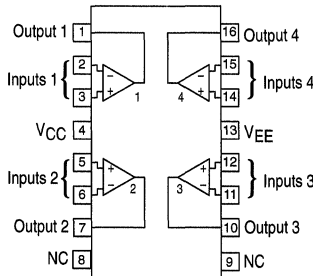 Output 1 1 16 Output 4
2 − − 15
Inputs 1 { } Inputs 4
3 + 1 4 + 14
VCC 4 13 VEE
5 + + 12
Inputs 2 { } Inputs 3
6 − 2 3 − 11
Output 2 7 10 Output 3
NC 8 9 NC